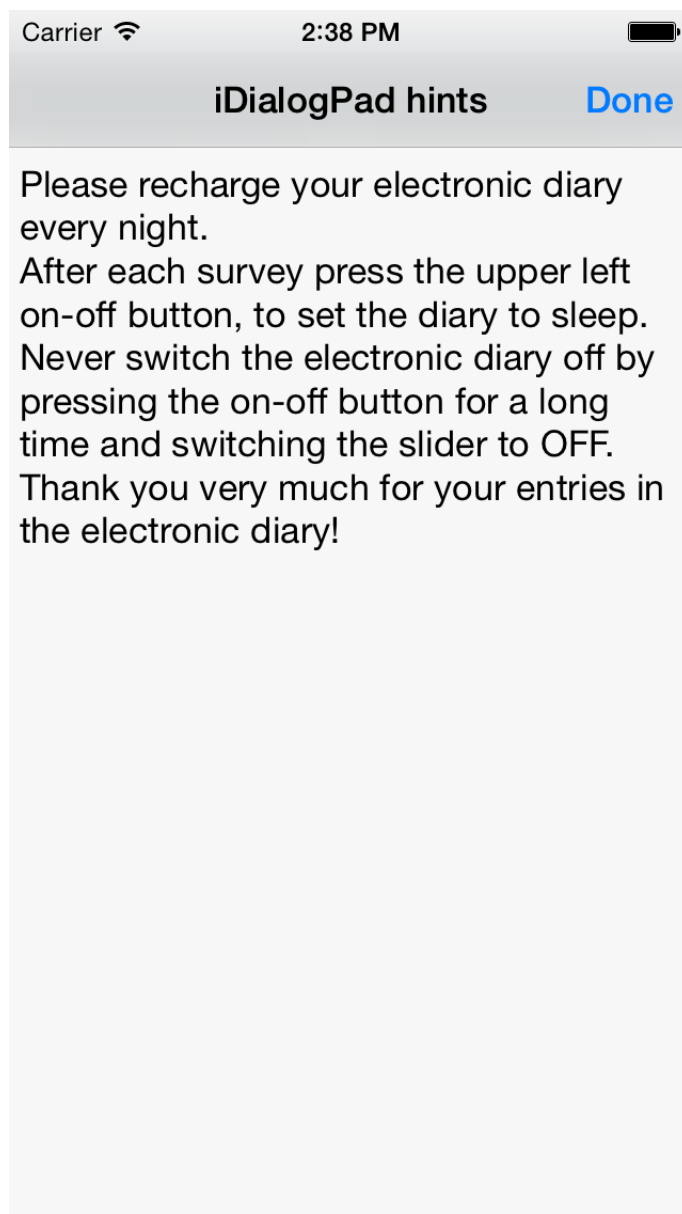 Carrier 2:38 PM
iDialogPad hints Done
Please recharge your electronic diary
every night.
After each survey press the upper left
on-off button, to set the diary to sleep.
Never switch the electronic diary off by
pressing the on-off button for a long
time and switching the slider to OFF.
Thank you very much for your entries in
the electronic diary!